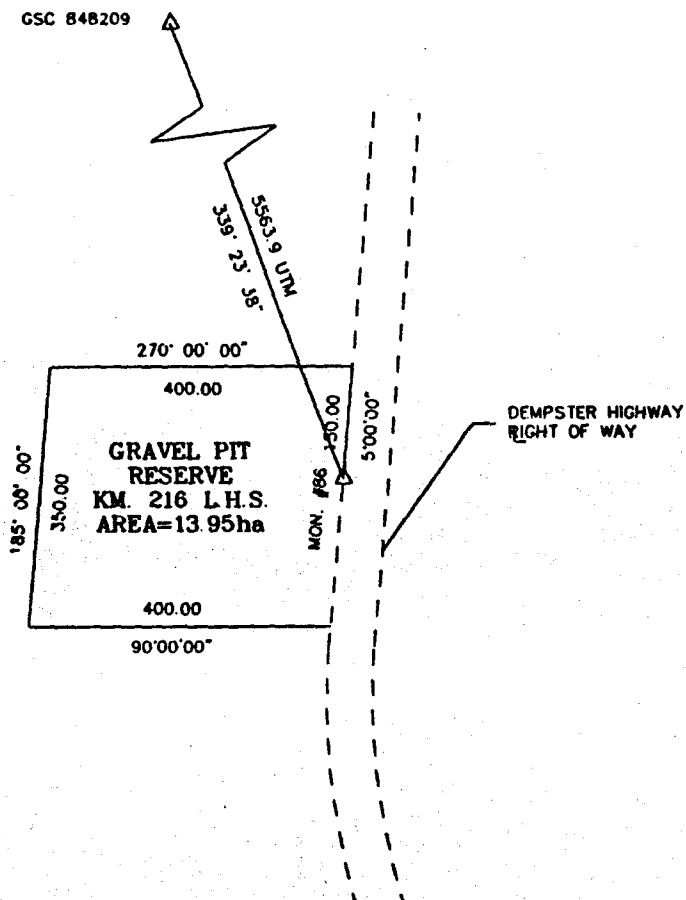 GSC 848209
5563.9 UTM
339° 23' 38"
270° 00' 00"
400.00
150.00
5°00'00"
DEMPSTER HIGHWAY
RIGHT OF WAY
GRAVEL PIT
RESERVE
KM. 216 L.H.S.
AREA=13.95ha
185° 00' 00"
350.00
MON. #86
400.00
90°00'00"